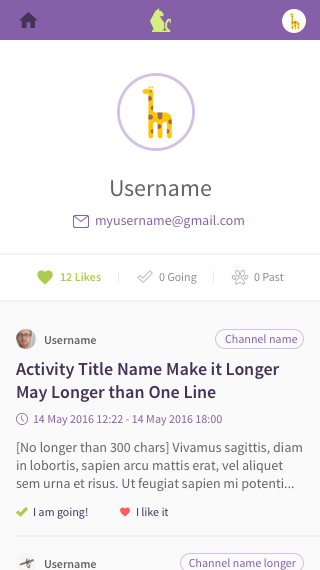 Username
myusername@gmail.com
12 Likes
0 Going
0 Past
Username
Channel name
Activity Title Name Make it Longer
May Longer than One Line
14 May 2016 12:22 - 14 May 2016 18:00
[No longer than 300 chars] Vivamus sagittis, diam
in lobortis, sapien arcu mattis erat, vel aliquet
sem urna et risus. Ut feugiat sapien mi potenti...
I am going!
I like it
Username
Channel name longer